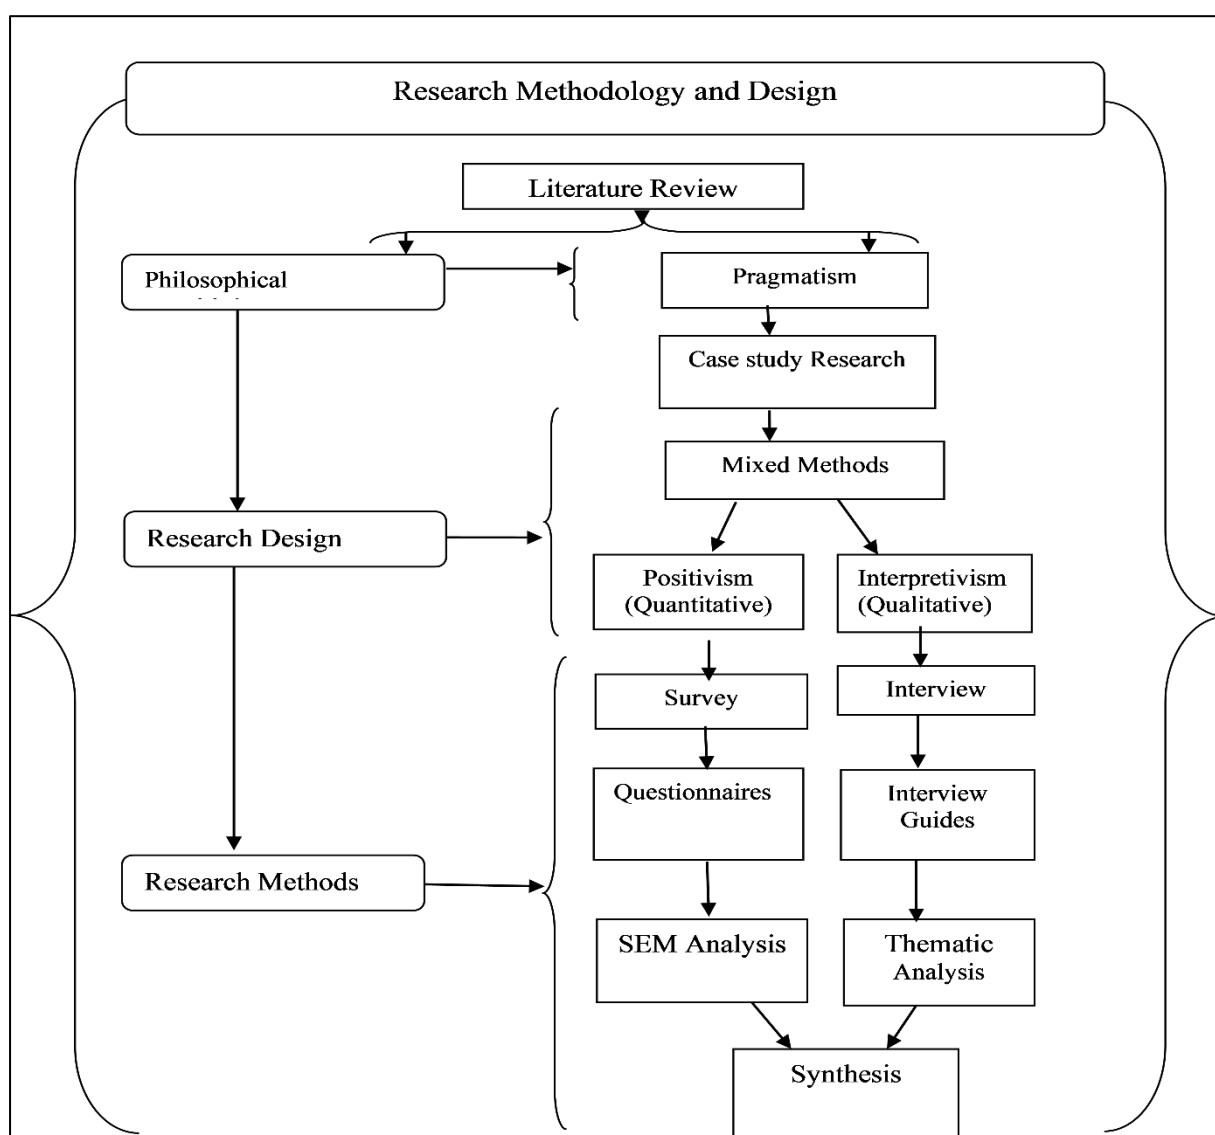 Research Methodology and Design
Literature Review
Philosophical
Pragmatism
Case study Research
Mixed Methods
Research Design
Positivism
(Quantitative)
Interpretivism
(Qualitative)
Survey
Interview
Questionnaires
Interview
Guides
Research Methods
SEM Analysis
Thematic
Analysis
Synthesis